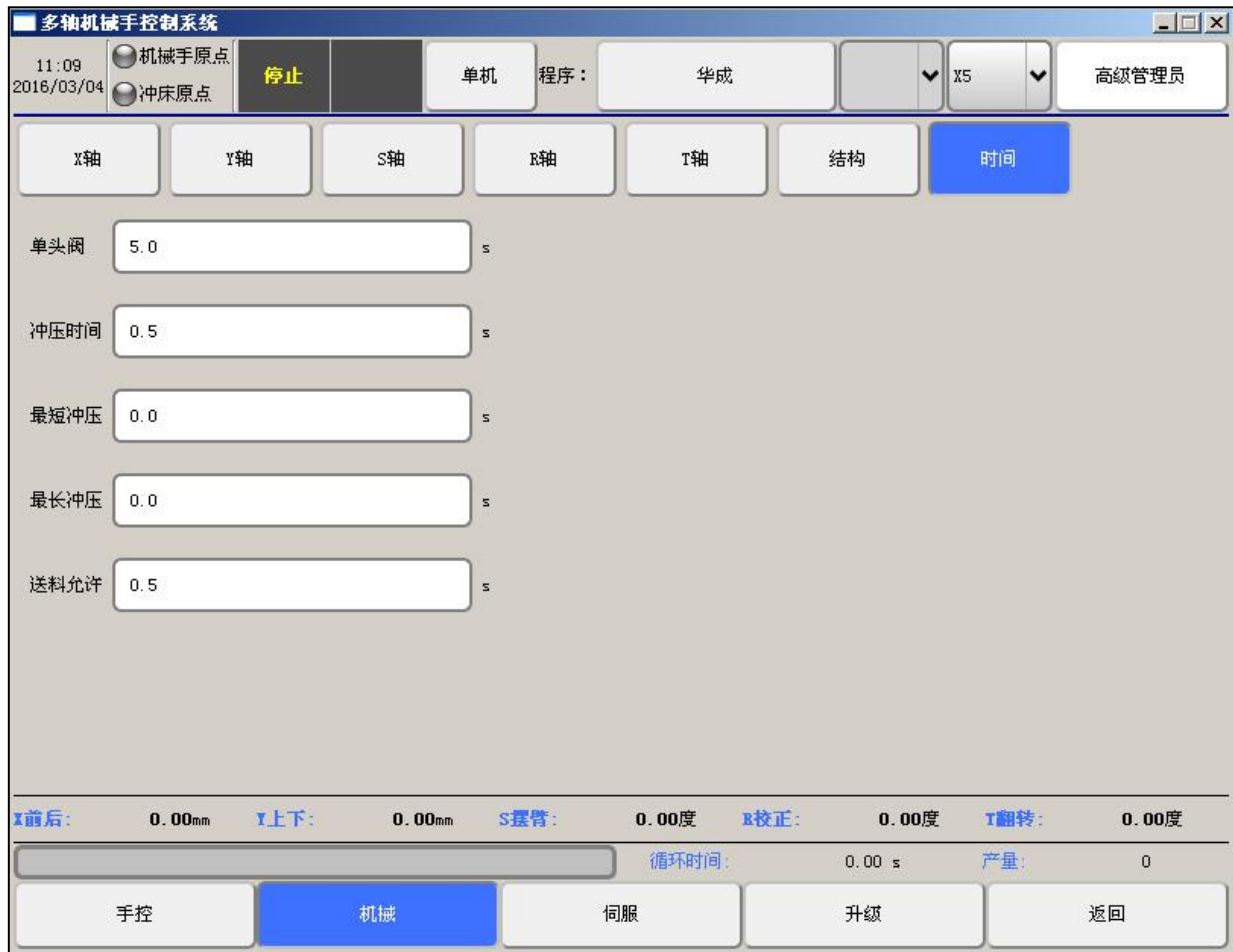 多轴机械手控制系统
11:09
2016/03/04
机械手原点
冲床原点
停止
单机
程序：
华成
X5
高级管理员
X轴 Y轴 S轴 R轴 T轴 结构 时间
单头阀 5.0 s
冲压时间 0.5 s
最短冲压 0.0 s
最长冲压 0.0 s
送料允许 0.5 s
X前后: 0.00mm Y上下: 0.00mm S摆臂: 0.00度 R校正: 0.00度 T翻转: 0.00度
循环时间: 0.00 s 产量: 0
手控 机械 伺服 升级 返回